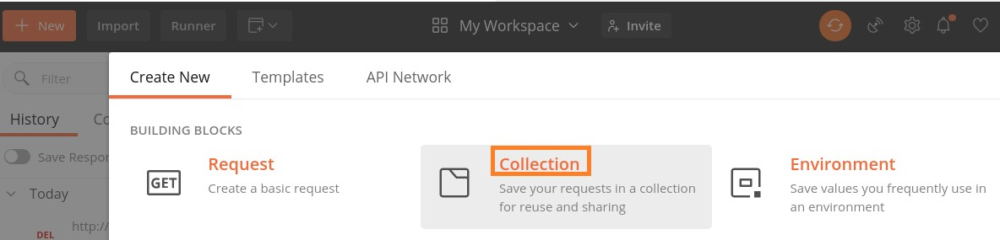 + New Import Runner My Workspace Invite
Filter
Create New Templates API Network
History Co
BUILDING BLOCKS
Save Respor
Request
Create a basic request
GET
Collection
Save your requests in a collection
for reuse and sharing
Environment
Save values you frequently use in
an environment
Today
http://
DEL